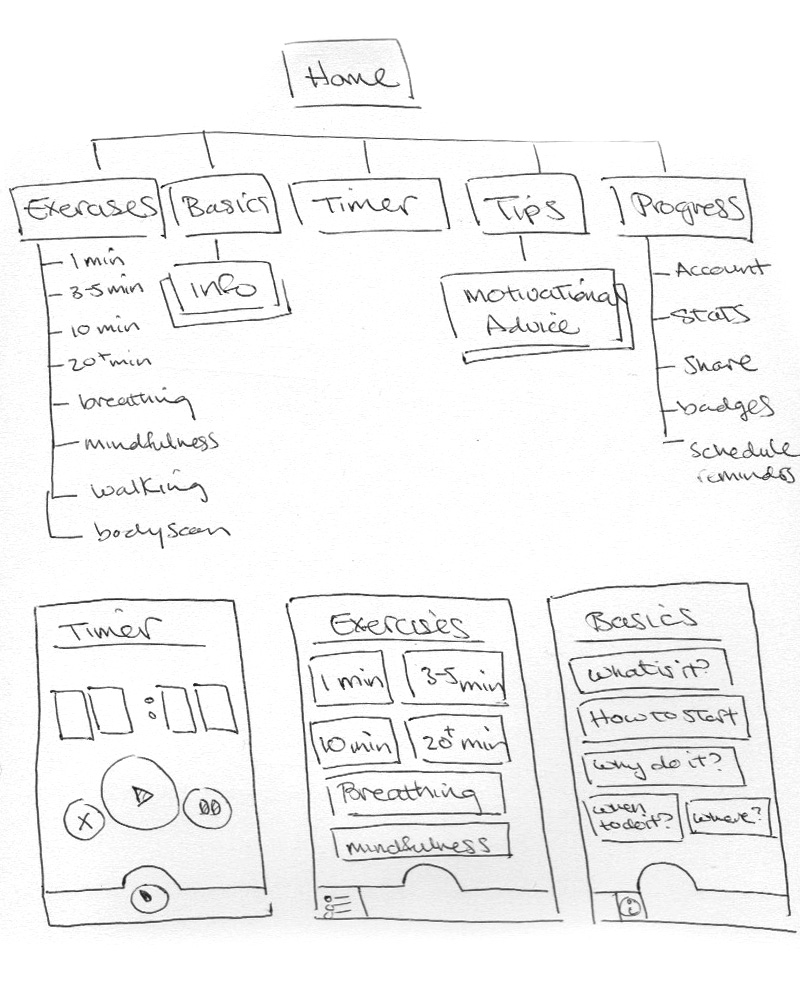 Home
Exercises
Basics
Timer
Tips
Progress
1 min
3-5 min
10 min
20+ min
breathing
mindfulness
walking
bodyscan
info
Motivational
Advice
Account
Stats
Share
badges
Schedule
reminders
Timer
:
X
00
Exercises
1 min
3-5 min
10 min
20+ min
Breathing
mindfulness
Basics
What is it?
How to start
Why do it?
When
to do it?
Where?
i